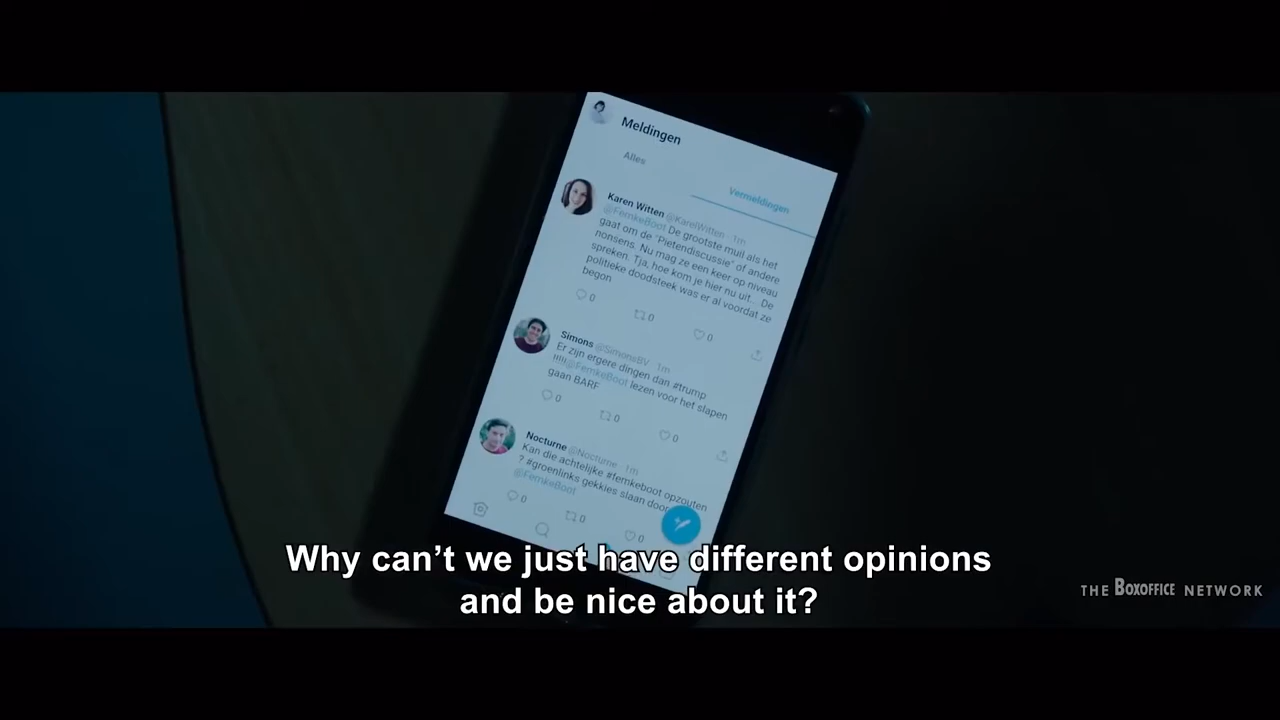 Meldingen
Alles
Vermeldingen
Karen Witten @KarelWitten · 1m
@FemkeBoot De grootste muil als het
gaat om de "Pietendiscussie" of andere
nonsens. Nu mag ze een keer op niveau
spreken. Tja, hoe kom je hier nu uit... De
politieke doodsteek was er al voordat ze
begon
0
0
0
Simons @SimonsBV · 1m
Er zijn ergere dingen dan #trump
!!!!!@FemkeBoot lezen voor het slapen
gaan BARF
0
0
0
Nocturne @Nocturne · 1m
Kan die achtelijke #femkeboot opzouten
? #groenlinks gekkies slaan door
@FemkeBoot
0
0
0
Why can't we just have different opinions
and be nice about it?
THE BOXOFFICE NETWORK